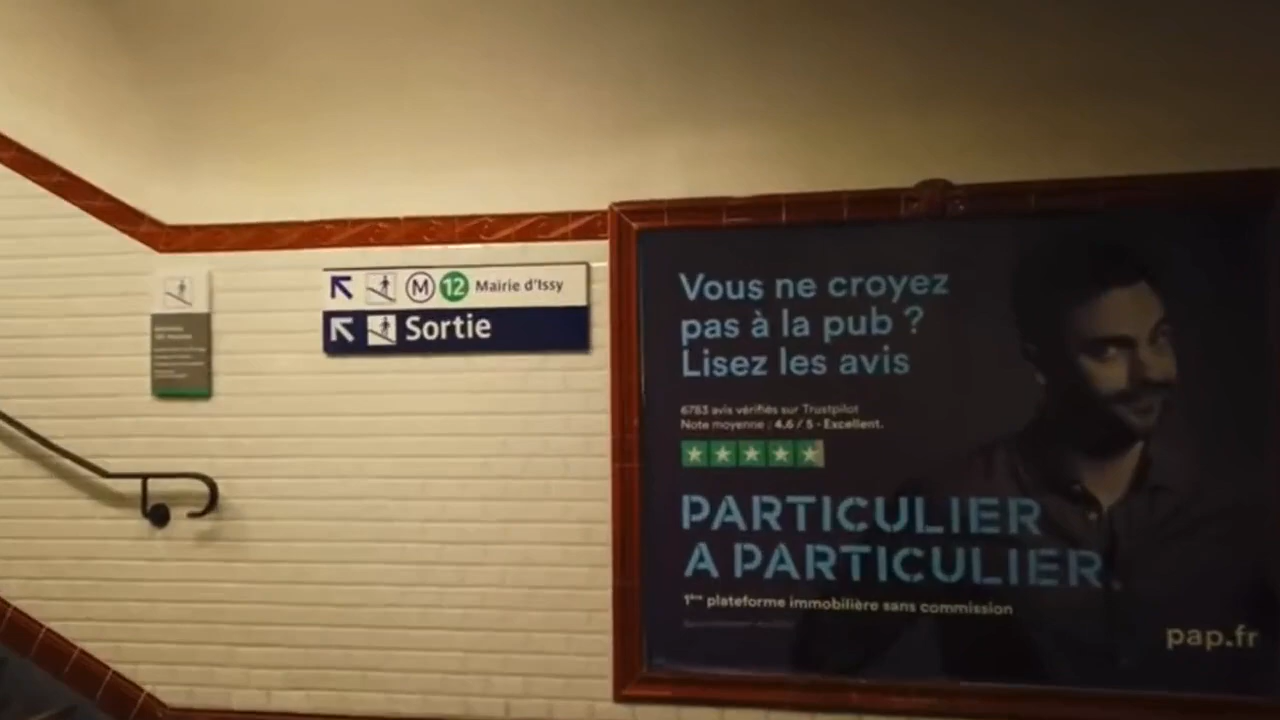 M 12 Mairie d'Issy
Sortie
Vous ne croyez
pas à la pub ?
Lisez les avis
6783 avis vérifiés sur Trustpilot
Note moyenne : 4.6 / 5 - Excellent.
PARTICULIER
A PARTICULIER.
1ère plateforme immobilière sans commission
pap.fr